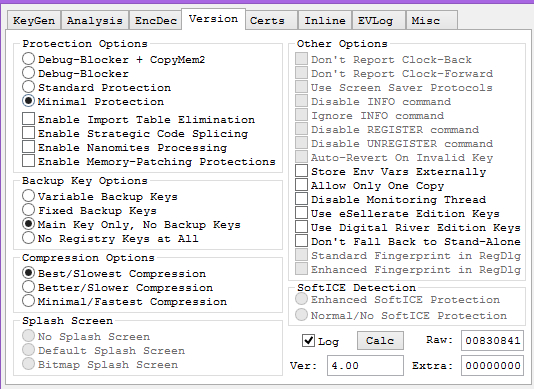 KeyGen Analysis EncDec Version Certs Inline EVLog Misc
Protection Options
Debug-Blocker + CopyMem2
Debug-Blocker
Standard Protection
Minimal Protection
Enable Import Table Elimination
Enable Strategic Code Splicing
Enable Nanomites Processing
Enable Memory-Patching Protections
Backup Key Options
Variable Backup Keys
Fixed Backup Keys
Main Key Only, No Backup Keys
No Registry Keys at All
Compression Options
Best/Slowest Compression
Better/Slower Compression
Minimal/Fastest Compression
Splash Screen
No Splash Screen
Default Splash Screen
Bitmap Splash Screen
Other Options
Don't Report Clock-Back
Don't Report Clock-Forward
Use Screen Saver Protocols
Disable INFO command
Ignore INFO command
Disable REGISTER command
Disable UNREGISTER command
Auto-Revert On Invalid Key
Store Env Vars Externally
Allow Only One Copy
Disable Monitoring Thread
Use eSellerate Edition Keys
Use Digital River Edition Keys
Don't Fall Back to Stand-Alone
Standard Fingerprint in RegDlg
Enhanced Fingerprint in RegDlg
SoftICE Detection
Enhanced SoftICE Protection
Normal/No SoftICE Protection
Log Calc Raw: 00830841
Ver: 4.00 Extra: 00000000